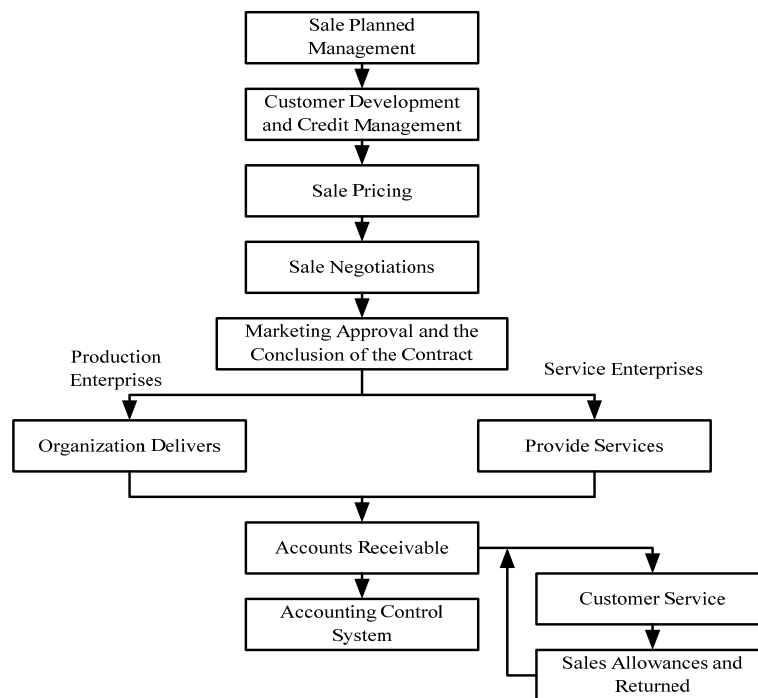 Sale Planned
Management
Customer Development
and Credit Management
Sale Pricing
Sale Negotiations
Marketing Approval and the
Conclusion of the Contract
Production
Enterprises
Service Enterprises
Organization Delivers
Provide Services
Accounts Receivable
Customer Service
Accounting Control
System
Sales Allowances and
Returned